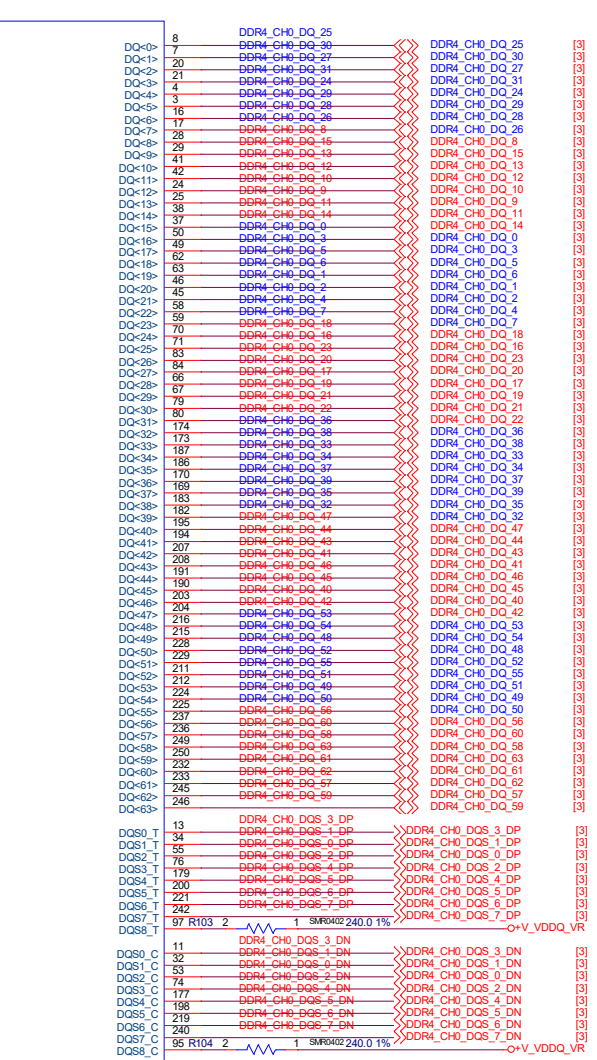 DQ<0> 8 DDR4_CH0_DQ_25 DDR4_CH0_DQ_25 [3]
DQ<1> 7 DDR4_CH0_DQ_30 DDR4_CH0_DQ_30 [3]
DQ<2> 20 DDR4_CH0_DQ_27 DDR4_CH0_DQ_27 [3]
DQ<3> 21 DDR4_CH0_DQ_31 DDR4_CH0_DQ_31 [3]
DQ<4> 4 DDR4_CH0_DQ_24 DDR4_CH0_DQ_24 [3]
DQ<5> 3 DDR4_CH0_DQ_29 DDR4_CH0_DQ_29 [3]
DQ<6> 16 DDR4_CH0_DQ_28 DDR4_CH0_DQ_28 [3]
DQ<7> 17 DDR4_CH0_DQ_26 DDR4_CH0_DQ_26 [3]
DQ<8> 28 DDR4_CH0_DQ_8 DDR4_CH0_DQ_8 [3]
DQ<9> 29 DDR4_CH0_DQ_15 DDR4_CH0_DQ_15 [3]
DQ<10> 41 DDR4_CH0_DQ_13 DDR4_CH0_DQ_13 [3]
DQ<11> 42 DDR4_CH0_DQ_12 DDR4_CH0_DQ_12 [3]
DQ<12> 24 DDR4_CH0_DQ_10 DDR4_CH0_DQ_10 [3]
DQ<13> 25 DDR4_CH0_DQ_9 DDR4_CH0_DQ_9 [3]
DQ<14> 38 DDR4_CH0_DQ_11 DDR4_CH0_DQ_11 [3]
DQ<15> 37 DDR4_CH0_DQ_14 DDR4_CH0_DQ_14 [3]
DQ<16> 50 DDR4_CH0_DQ_0 DDR4_CH0_DQ_0 [3]
DQ<17> 49 DDR4_CH0_DQ_3 DDR4_CH0_DQ_3 [3]
DQ<18> 62 DDR4_CH0_DQ_5 DDR4_CH0_DQ_5 [3]
DQ<19> 63 DDR4_CH0_DQ_6 DDR4_CH0_DQ_6 [3]
DQ<20> 46 DDR4_CH0_DQ_1 DDR4_CH0_DQ_1 [3]
DQ<21> 45 DDR4_CH0_DQ_2 DDR4_CH0_DQ_2 [3]
DQ<22> 58 DDR4_CH0_DQ_4 DDR4_CH0_DQ_4 [3]
DQ<23> 59 DDR4_CH0_DQ_7 DDR4_CH0_DQ_7 [3]
DQ<24> 70 DDR4_CH0_DQ_18 DDR4_CH0_DQ_18 [3]
DQ<25> 71 DDR4_CH0_DQ_16 DDR4_CH0_DQ_16 [3]
DQ<26> 83 DDR4_CH0_DQ_23 DDR4_CH0_DQ_23 [3]
DQ<27> 84 DDR4_CH0_DQ_20 DDR4_CH0_DQ_20 [3]
DQ<28> 66 DDR4_CH0_DQ_17 DDR4_CH0_DQ_17 [3]
DQ<29> 67 DDR4_CH0_DQ_19 DDR4_CH0_DQ_19 [3]
DQ<30> 79 DDR4_CH0_DQ_21 DDR4_CH0_DQ_21 [3]
DQ<31> 80 DDR4_CH0_DQ_22 DDR4_CH0_DQ_22 [3]
DQ<32> 174 DDR4_CH0_DQ_36 DDR4_CH0_DQ_36 [3]
DQ<33> 173 DDR4_CH0_DQ_38 DDR4_CH0_DQ_38 [3]
DQ<34> 187 DDR4_CH0_DQ_33 DDR4_CH0_DQ_33 [3]
DQ<35> 186 DDR4_CH0_DQ_34 DDR4_CH0_DQ_34 [3]
DQ<36> 170 DDR4_CH0_DQ_37 DDR4_CH0_DQ_37 [3]
DQ<37> 169 DDR4_CH0_DQ_39 DDR4_CH0_DQ_39 [3]
DQ<38> 183 DDR4_CH0_DQ_35 DDR4_CH0_DQ_35 [3]
DQ<39> 182 DDR4_CH0_DQ_32 DDR4_CH0_DQ_32 [3]
DQ<40> 195 DDR4_CH0_DQ_47 DDR4_CH0_DQ_47 [3]
DQ<41> 194 DDR4_CH0_DQ_44 DDR4_CH0_DQ_44 [3]
DQ<42> 207 DDR4_CH0_DQ_43 DDR4_CH0_DQ_43 [3]
DQ<43> 208 DDR4_CH0_DQ_41 DDR4_CH0_DQ_41 [3]
DQ<44> 191 DDR4_CH0_DQ_46 DDR4_CH0_DQ_46 [3]
DQ<45> 190 DDR4_CH0_DQ_45 DDR4_CH0_DQ_45 [3]
DQ<46> 203 DDR4_CH0_DQ_40 DDR4_CH0_DQ_40 [3]
DQ<47> 204 DDR4_CH0_DQ_42 DDR4_CH0_DQ_42 [3]
DQ<48> 216 DDR4_CH0_DQ_53 DDR4_CH0_DQ_53 [3]
DQ<49> 215 DDR4_CH0_DQ_54 DDR4_CH0_DQ_54 [3]
DQ<50> 228 DDR4_CH0_DQ_48 DDR4_CH0_DQ_48 [3]
DQ<51> 229 DDR4_CH0_DQ_52 DDR4_CH0_DQ_52 [3]
DQ<52> 211 DDR4_CH0_DQ_55 DDR4_CH0_DQ_55 [3]
DQ<53> 212 DDR4_CH0_DQ_51 DDR4_CH0_DQ_51 [3]
DQ<54> 224 DDR4_CH0_DQ_49 DDR4_CH0_DQ_49 [3]
DQ<55> 225 DDR4_CH0_DQ_50 DDR4_CH0_DQ_50 [3]
DQ<56> 237 DDR4_CH0_DQ_56 DDR4_CH0_DQ_56 [3]
DQ<57> 236 DDR4_CH0_DQ_60 DDR4_CH0_DQ_60 [3]
DQ<58> 249 DDR4_CH0_DQ_58 DDR4_CH0_DQ_58 [3]
DQ<59> 250 DDR4_CH0_DQ_63 DDR4_CH0_DQ_63 [3]
DQ<60> 232 DDR4_CH0_DQ_61 DDR4_CH0_DQ_61 [3]
DQ<61> 233 DDR4_CH0_DQ_62 DDR4_CH0_DQ_62 [3]
DQ<62> 245 DDR4_CH0_DQ_57 DDR4_CH0_DQ_57 [3]
DQ<63> 246 DDR4_CH0_DQ_59 DDR4_CH0_DQ_59 [3]
DQS0_T 13 DDR4_CH0_DQS_3_DP DDR4_CH0_DQS_3_DP [3]
DQS1_T 34 DDR4_CH0_DQS_1_DP DDR4_CH0_DQS_1_DP [3]
DQS2_T 55 DDR4_CH0_DQS_0_DP DDR4_CH0_DQS_0_DP [3]
DQS3_T 76 DDR4_CH0_DQS_2_DP DDR4_CH0_DQS_2_DP [3]
DQS4_T 179 DDR4_CH0_DQS_4_DP DDR4_CH0_DQS_4_DP [3]
DQS5_T 200 DDR4_CH0_DQS_5_DP DDR4_CH0_DQS_5_DP [3]
DQS6_T 221 DDR4_CH0_DQS_6_DP DDR4_CH0_DQS_6_DP [3]
DQS7_T 242 DDR4_CH0_DQS_7_DP DDR4_CH0_DQS_7_DP [3]
DQS8_T 97 R103 2 1 SMR0402 240.0 1% +V_VDDQ_VR
DQS0_C 11 DDR4_CH0_DQS_3_DN DDR4_CH0_DQS_3_DN [3]
DQS1_C 32 DDR4_CH0_DQS_1_DN DDR4_CH0_DQS_1_DN [3]
DQS2_C 53 DDR4_CH0_DQS_0_DN DDR4_CH0_DQS_0_DN [3]
DQS3_C 74 DDR4_CH0_DQS_2_DN DDR4_CH0_DQS_2_DN [3]
DQS4_C 177 DDR4_CH0_DQS_4_DN DDR4_CH0_DQS_4_DN [3]
DQS5_C 198 DDR4_CH0_DQS_5_DN DDR4_CH0_DQS_5_DN [3]
DQS6_C 219 DDR4_CH0_DQS_6_DN DDR4_CH0_DQS_6_DN [3]
DQS7_C 240 DDR4_CH0_DQS_7_DN DDR4_CH0_DQS_7_DN [3]
DQS8_C 95 R104 2 1 SMR0402 240.0 1% +V_VDDQ_VR